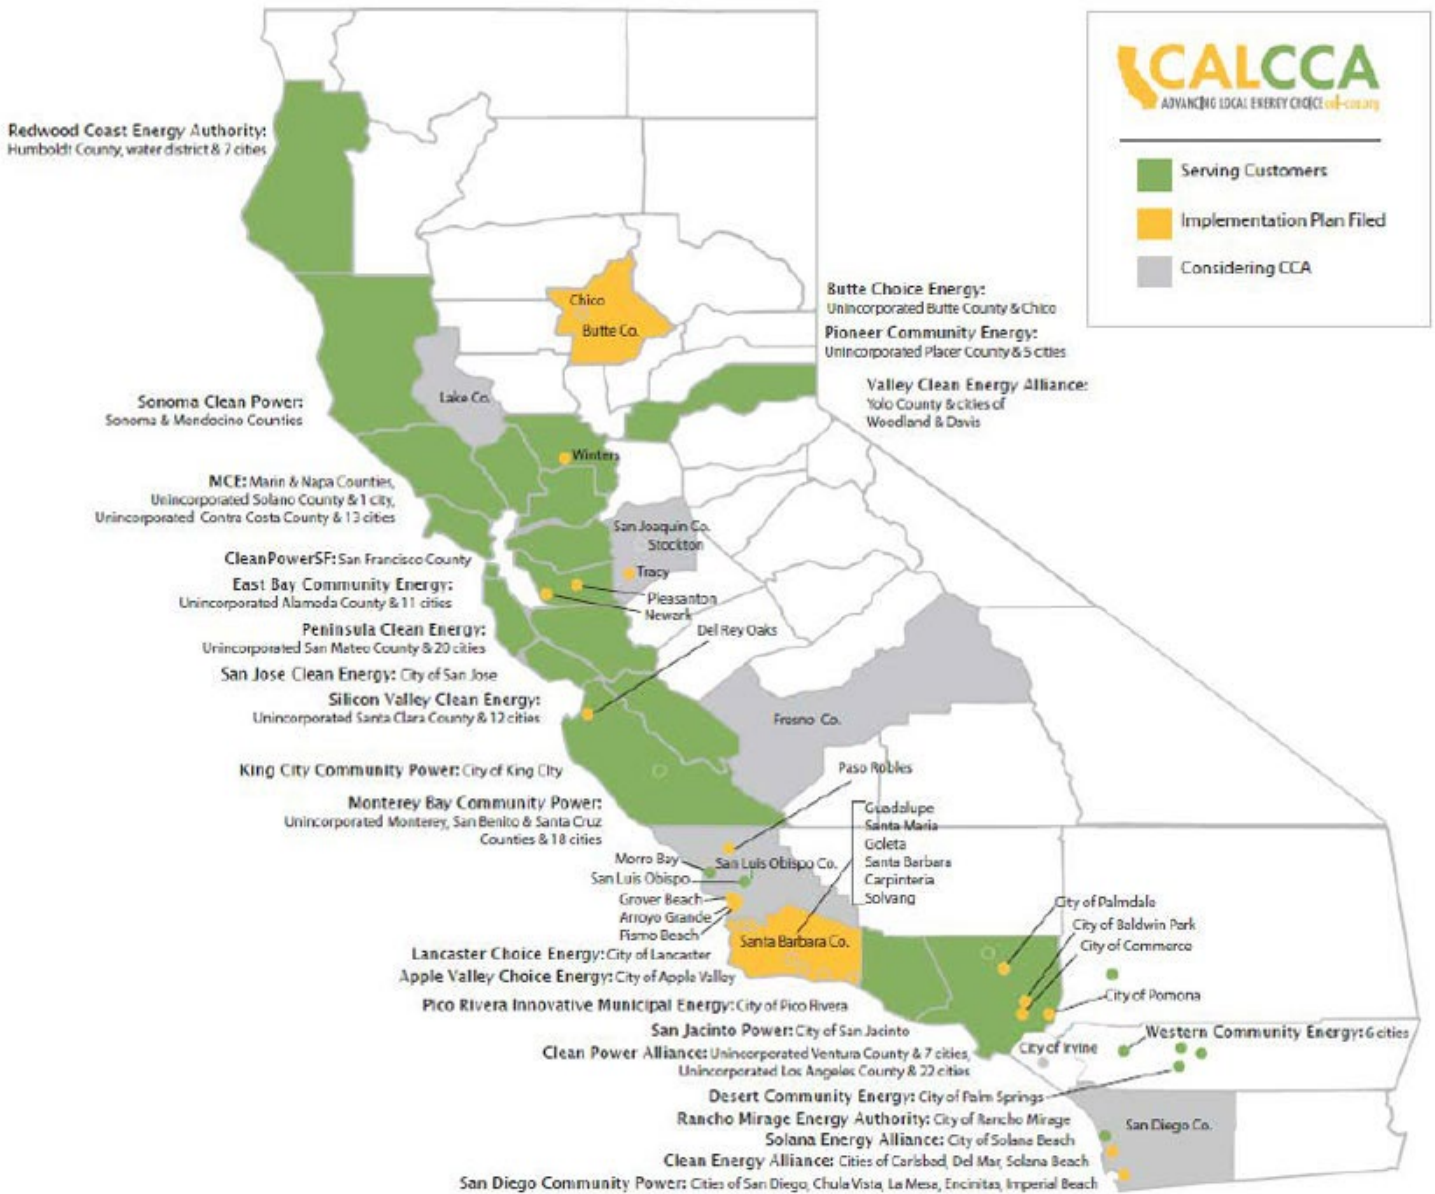 CALCCA
ADVANCING LOCAL ENERGY CHOICE cal-cca.org
Serving Customers
Implementation Plan Filed
Considering CCA
Redwood Coast Energy Authority:
Humboldt County, water district & 7 cities
Chico
Butte Co.
Butte Choice Energy:
Unincorporated Butte County & Chico
Pioneer Community Energy:
Unincorporated Placer County & 5 cities
Valley Clean Energy Alliance:
Yolo County & cities of
Woodland & Davis
Lake Co.
Sonoma Clean Power:
Sonoma & Mendocino Counties
Winters
MCE: Marin & Napa Counties,
Unincorporated Solano County & 1 city,
Unincorporated Contra Costa County & 13 cities
San Joaquin Co.
Stockton
Tracy
CleanPowerSF: San Francisco County
East Bay Community Energy:
Unincorporated Alameda County & 11 cities
Pleasanton
Newark
Del Rey Oaks
Peninsula Clean Energy:
Unincorporated San Mateo County & 20 cities
San Jose Clean Energy: City of San Jose
Silicon Valley Clean Energy:
Unincorporated Santa Clara County & 12 cities
Fresno Co.
King City Community Power: City of King City
Paso Robles
Monterey Bay Community Power:
Unincorporated Monterey, San Benito & Santa Cruz
Counties & 18 cities
Guadalupe
Santa Maria
Goleta
Santa Barbara
Carpinteria
Solvang
Morro Bay
San Luis Obispo Co.
San Luis Obispo
Grover Beach
Arroyo Grande
Pismo Beach
Santa Barbara Co.
City of Palmdale
City of Baldwin Park
City of Commerce
City of Pomona
Lancaster Choice Energy: City of Lancaster
Apple Valley Choice Energy: City of Apple Valley
Pico Rivera Innovative Municipal Energy: City of Pico Rivera
San Jacinto Power: City of San Jacinto
Western Community Energy: 6 cities
City of Irvine
Clean Power Alliance: Unincorporated Ventura County & 7 cities,
Unincorporated Los Angeles County & 22 cities
Desert Community Energy: City of Palm Springs
Rancho Mirage Energy Authority: City of Rancho Mirage
San Diego Co.
Solana Energy Alliance: City of Solana Beach
Clean Energy Alliance: Cities of Carlsbad, Del Mar, Solana Beach
San Diego Community Power: Cities of San Diego, Chula Vista, La Mesa, Encinitas, Imperial Beach